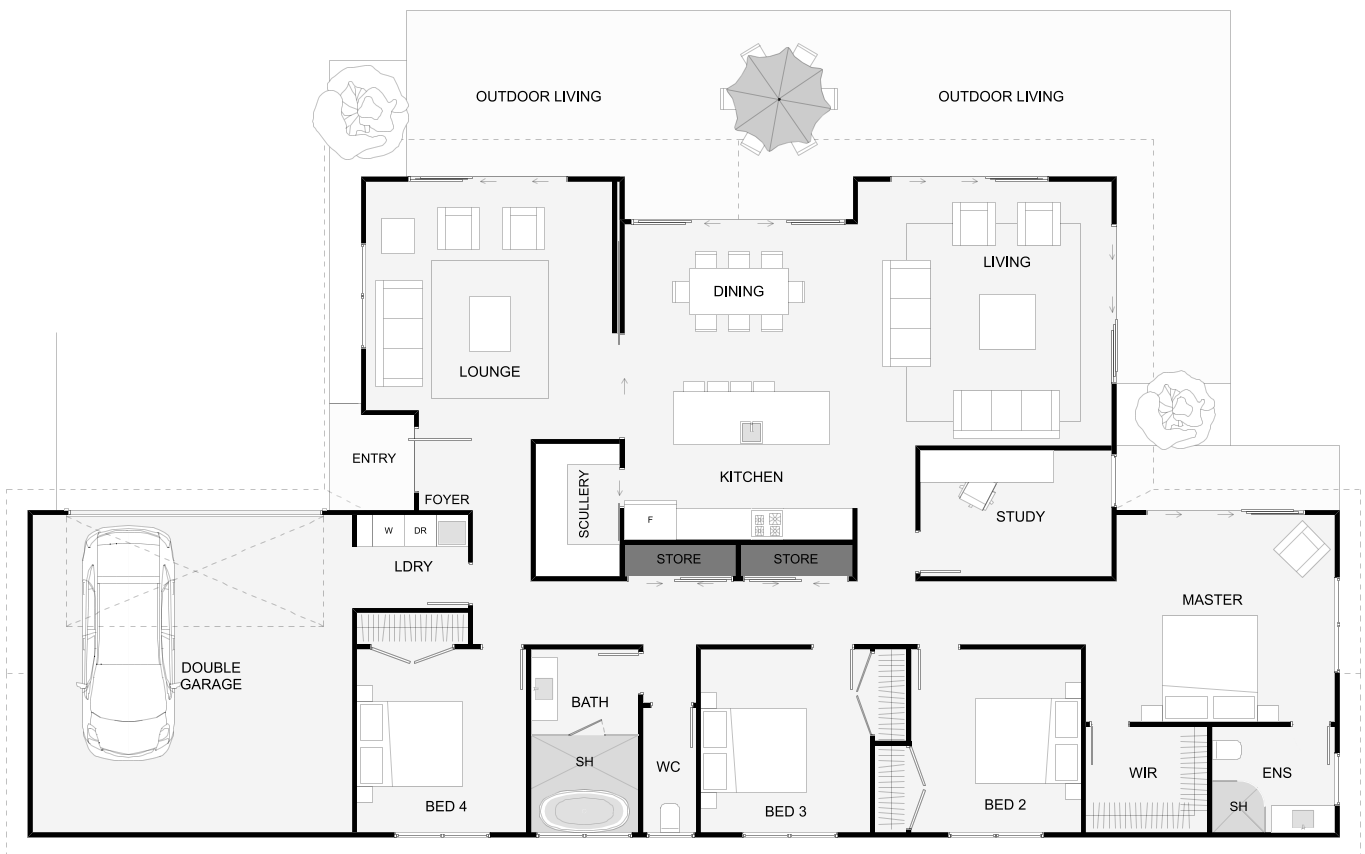 OUTDOOR LIVING
OUTDOOR LIVING
LIVING
DINING
LOUNGE
ENTRY
FOYER
SCULLERY
KITCHEN
F
STUDY
W
DR
LDRY
STORE
STORE
MASTER
DOUBLE
GARAGE
BATH
SH
WC
BED 4
BED 3
BED 2
WIR
ENS
SH